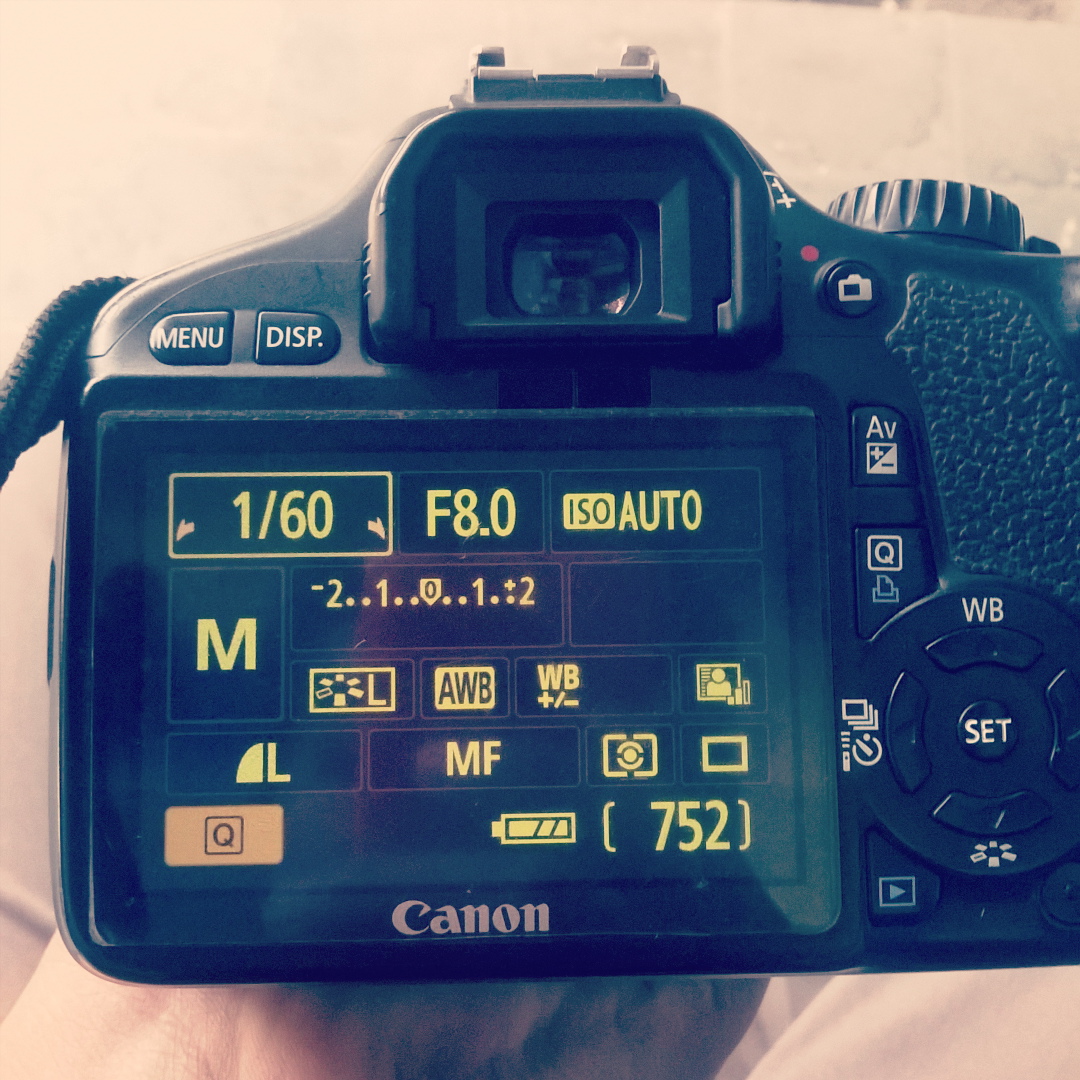 MENU DISP.
Av
1/60 F8.0 ISO AUTO
Q
-2..1..0..1.:+2
WB
M
L AWB WB +/-
SET
L MF
Q [ 752]
Canon